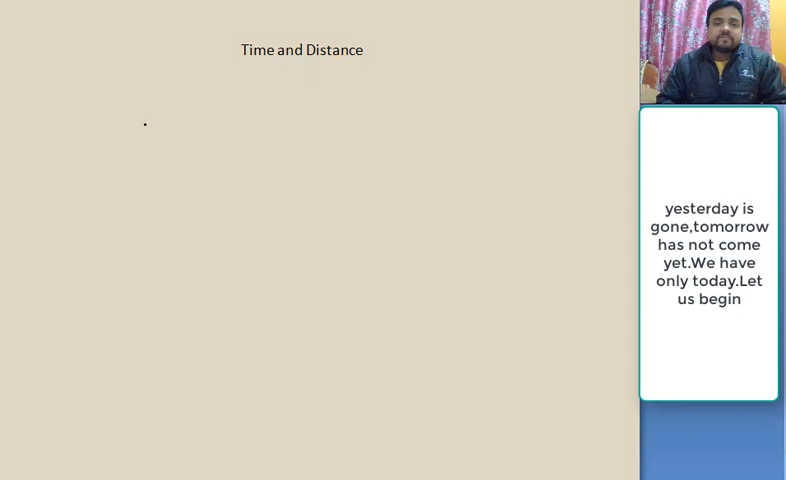 Time and Distance
yesterday is
gone,tomorrow
has not come
yet.We have
only today.Let
us begin